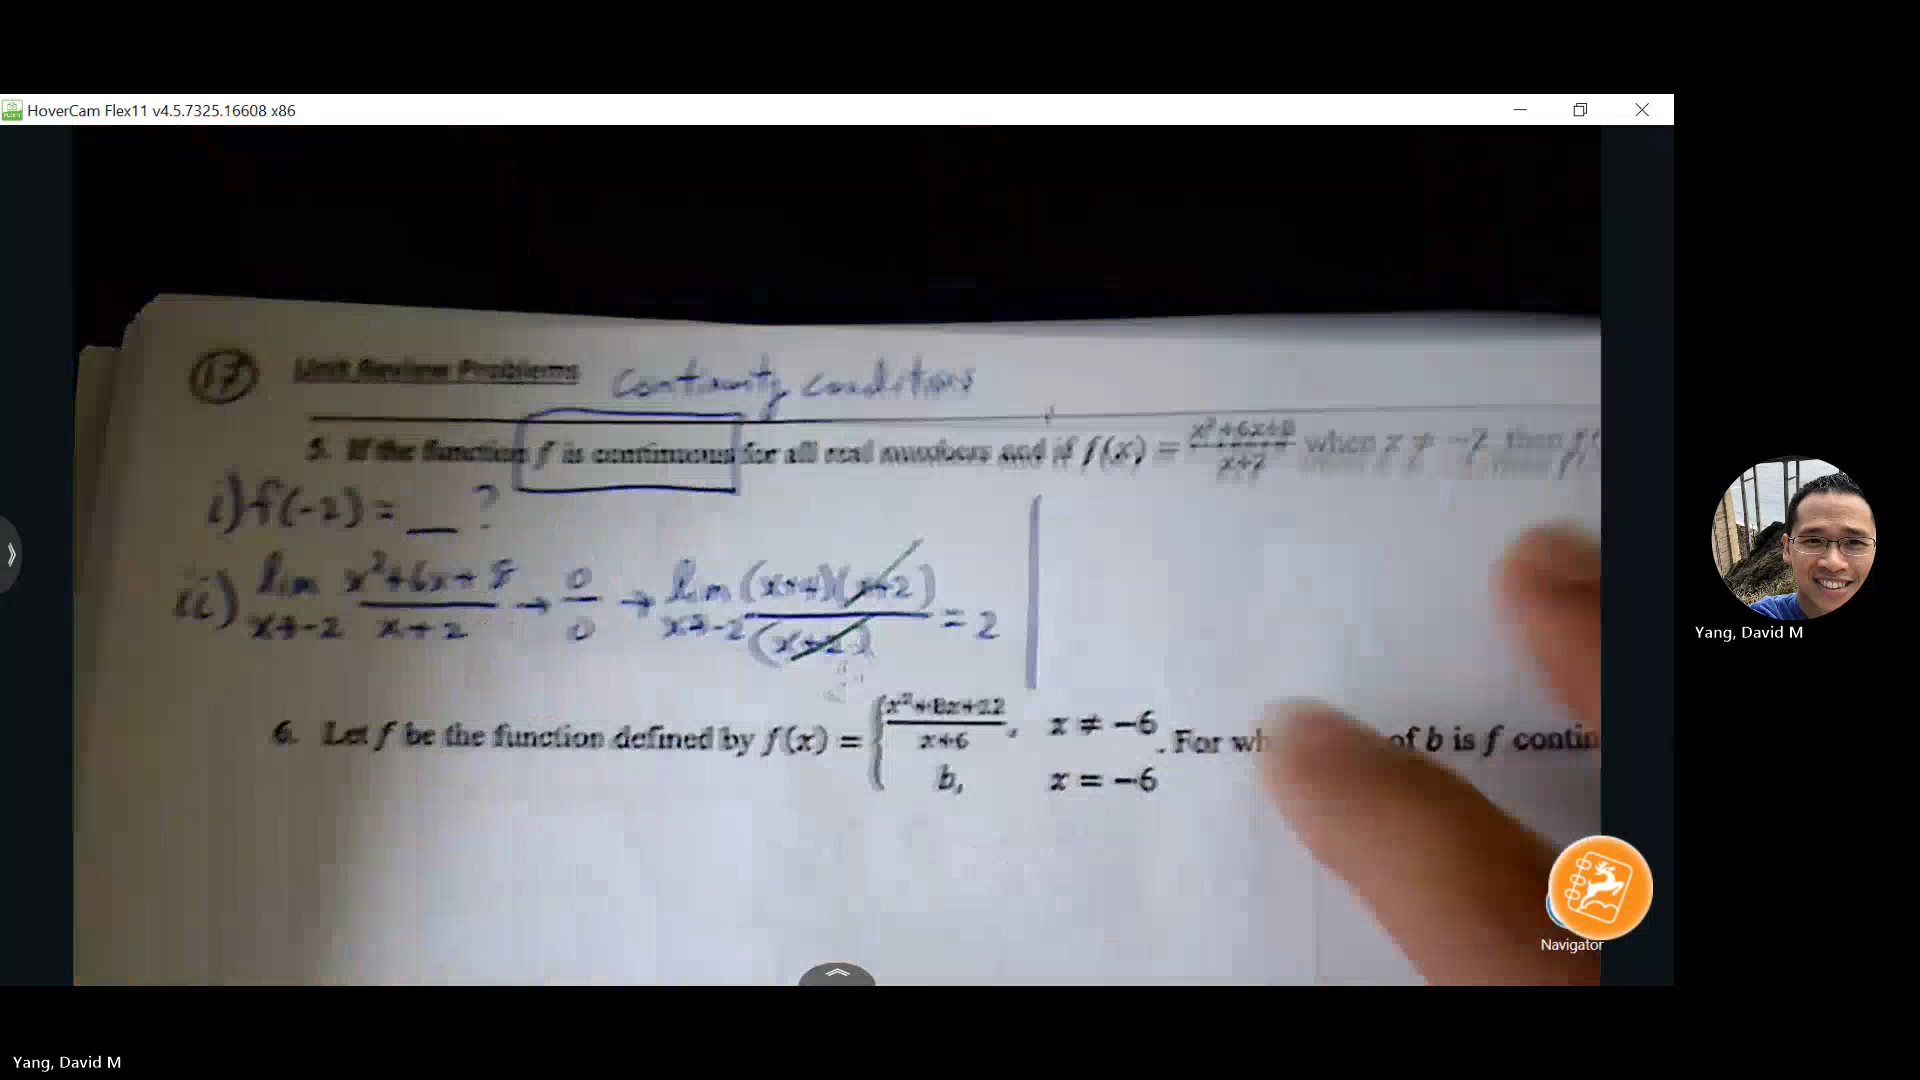 HoverCam Flex11 v4.5.7325.16608 x86
17 Unit Review Problems Continuity conditions
5. If the function f is continuous for all real numbers and if f(x) = x²+6x+8 / x+2 when x ≠ -2, then f(
i) f(-2) = __ ?
ii) lim x→-2 x²+6x+8 / x+2 → 0/0 → lim x→-2 (x+4)(x+2) / (x+2) = 2
6. Let f be the function defined by f(x) = { x²+8x+12 / x+6, x ≠ -6 . For of b is f contin
b, x = -6
Navigator
Yang, David M
Yang, David M